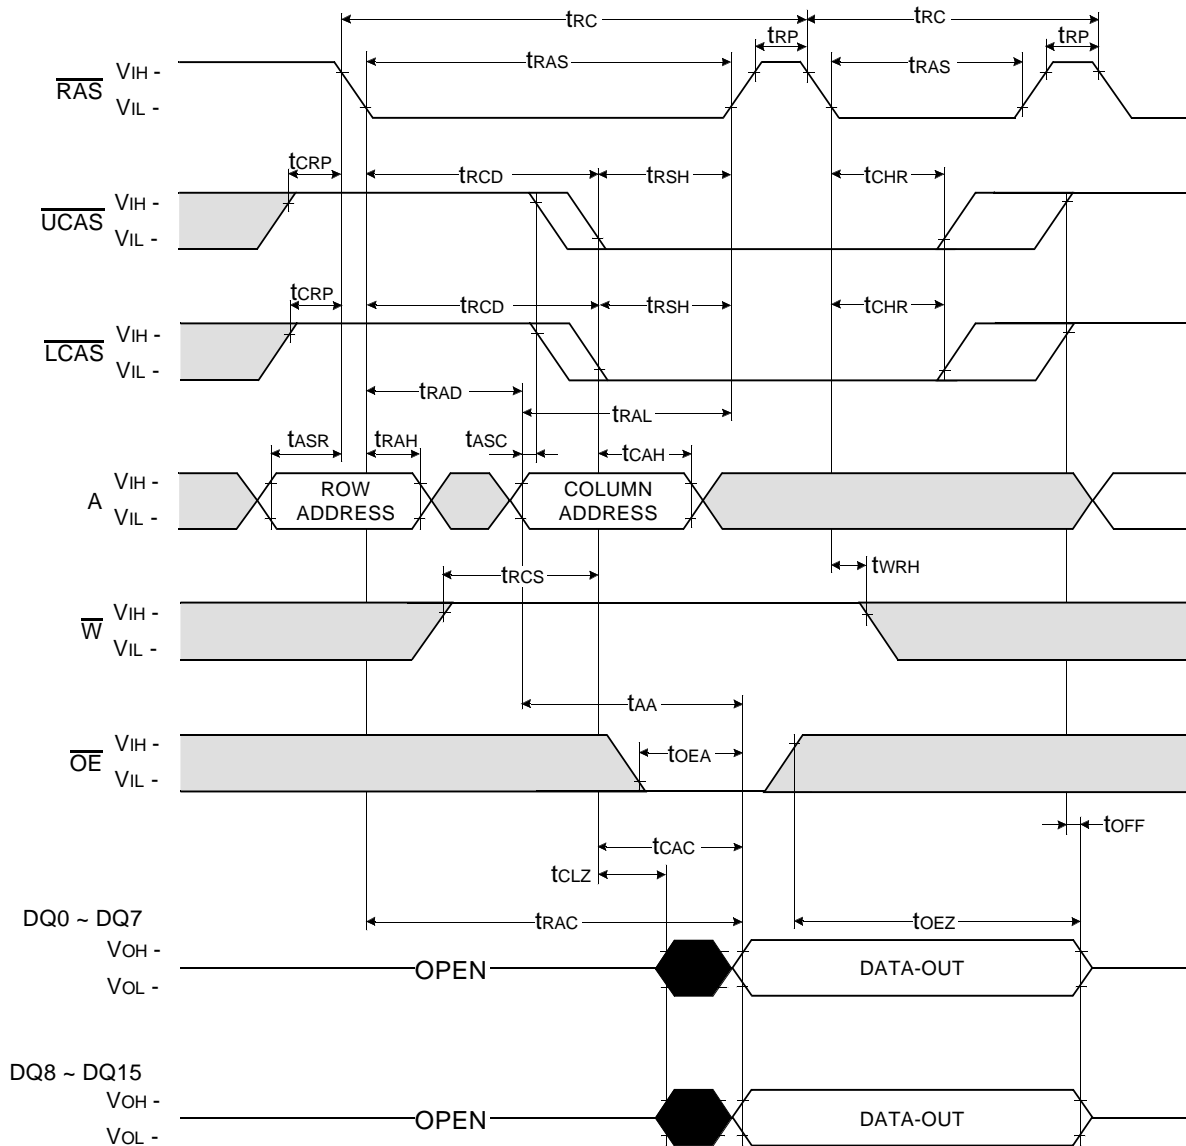 tRC tRC
tRP tRP
tRAS tRAS
RAS VIH -
VIL -
tCRP tRCD tRSH tCHR
UCAS VIH -
VIL -
tCRP tRCD tRSH tCHR
LCAS VIH -
VIL -
tRAD
tRAL
tASR tRAH tASC tCAH
A VIH -
VIL -
ROW
ADDRESS
COLUMN
ADDRESS
tRCS tWRH
W VIH -
VIL -
tAA
OE VIH -
VIL -
tOEA
tOFF
tCAC
tCLZ
tRAC tOEZ
DQ0 ~ DQ7
VOH -
VOL -
OPEN DATA-OUT
DQ8 ~ DQ15
VOH -
VOL -
OPEN DATA-OUT